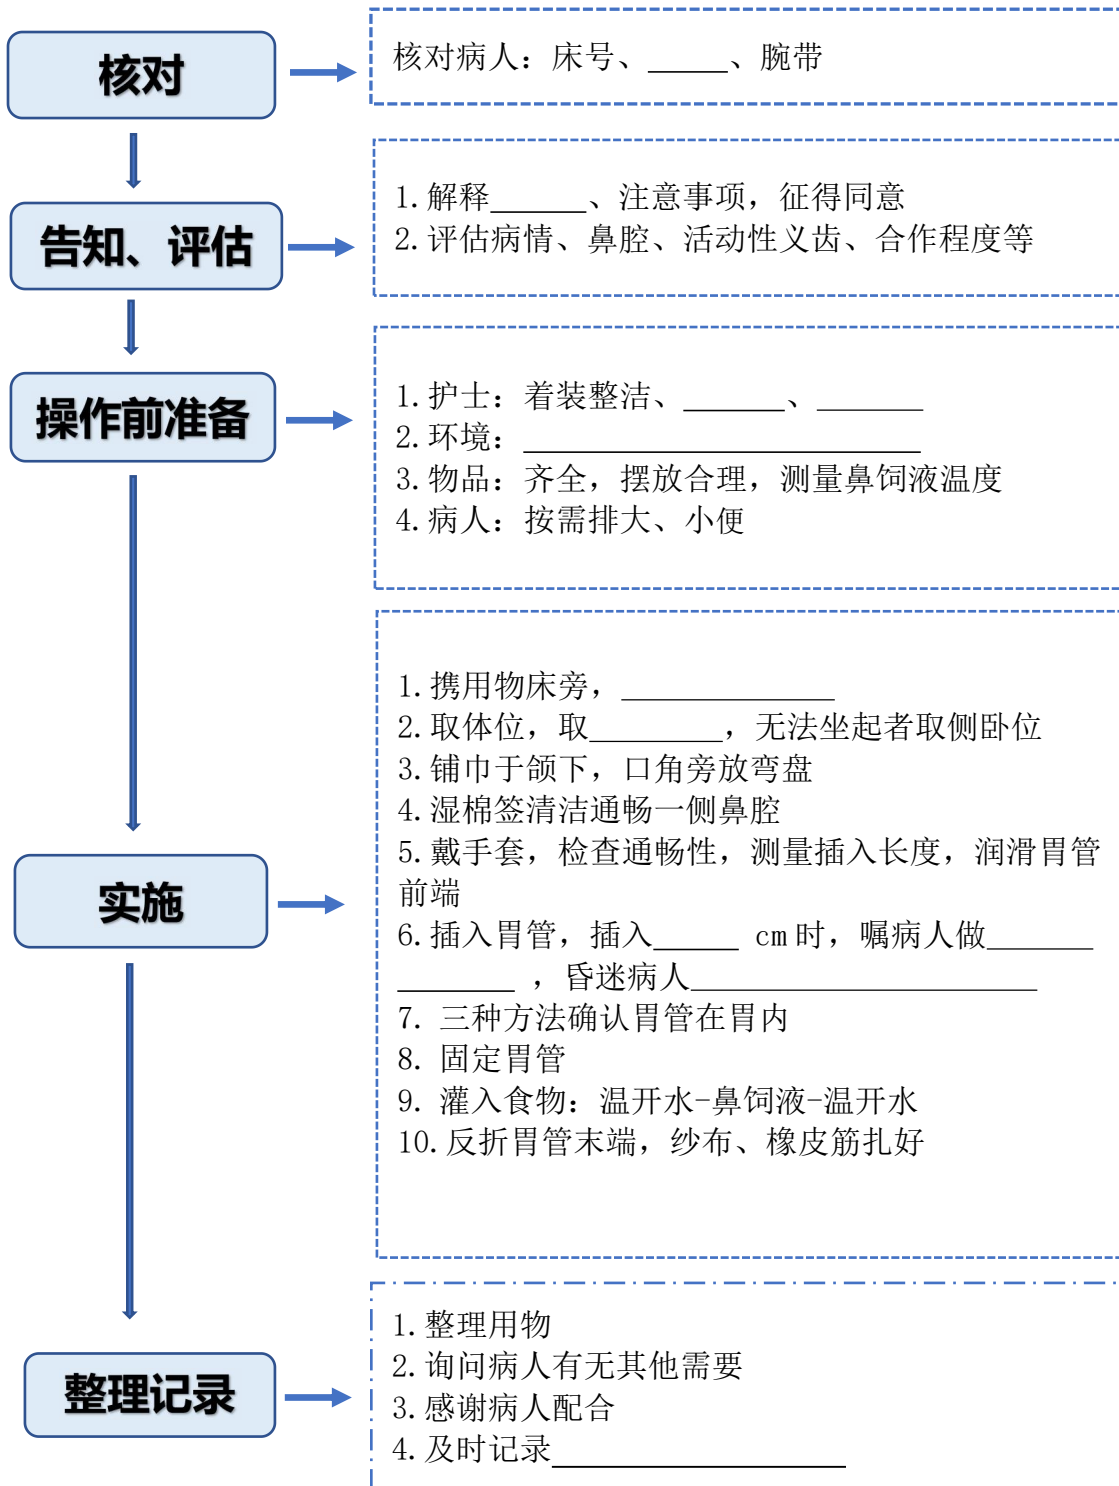 核对
核对病人：床号、_____、腕带
告知、评估
1.解释______、注意事项，征得同意
2.评估病情、鼻腔、活动性义齿、合作程度等
操作前准备
1.护士：着装整洁、______、______
2.环境：________________________
3.物品：齐全，摆放合理，测量鼻饲液温度
4.病人：按需排大、小便
实施
1.携用物床旁，_____________
2.取体位，取________，无法坐起者取侧卧位
3.铺巾于颌下，口角旁放弯盘
4.湿棉签清洁通畅一侧鼻腔
5.戴手套，检查通畅性，测量插入长度，润滑胃管
前端
6.插入胃管，插入_____ cm时，嘱病人做______
_______ ，昏迷病人_____________________
7. 三种方法确认胃管在胃内
8. 固定胃管
9. 灌入食物：温开水-鼻饲液-温开水
10.反折胃管末端，纱布、橡皮筋扎好
整理记录
1.整理用物
2.询问病人有无其他需要
3.感谢病人配合
4.及时记录__________________